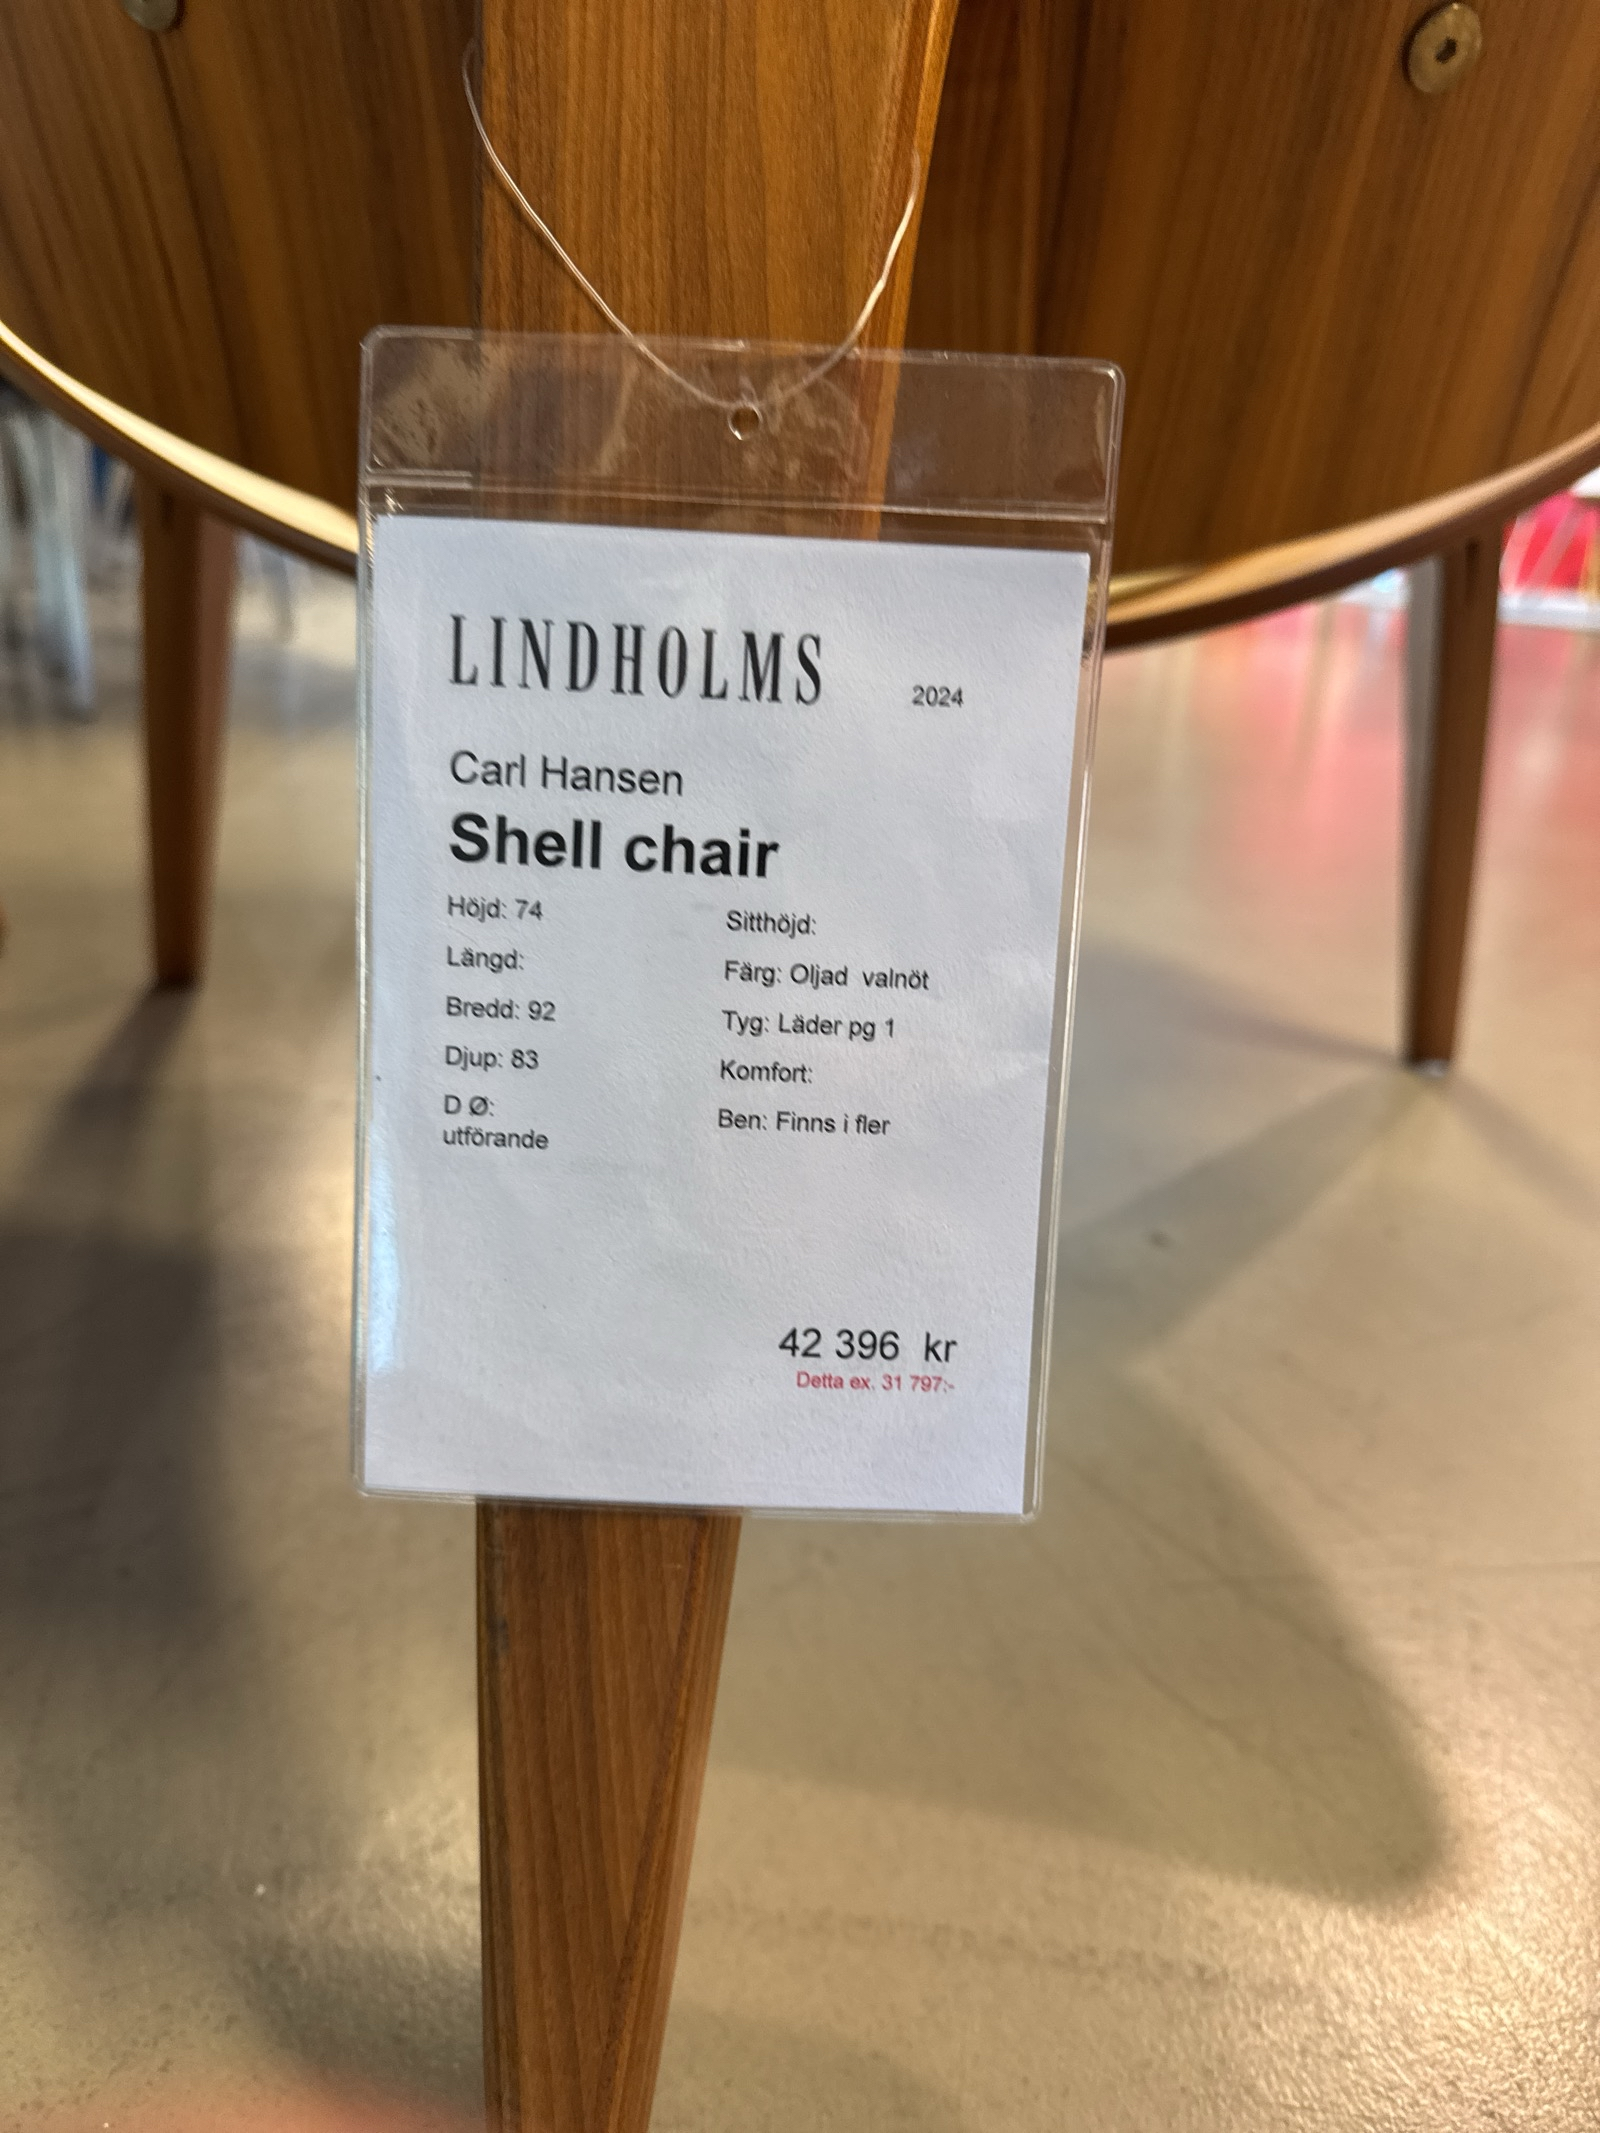 LINDHOLMS 2024
Carl Hansen
Shell chair
Höjd: 74 Sitthöjd:
Längd: Färg: Oljad valnöt
Bredd: 92 Tyg: Läder pg 1
Djup: 83 Komfort:
D Ø: Ben: Finns i fler
utförande
42 396 kr
Detta ex. 31 797:-